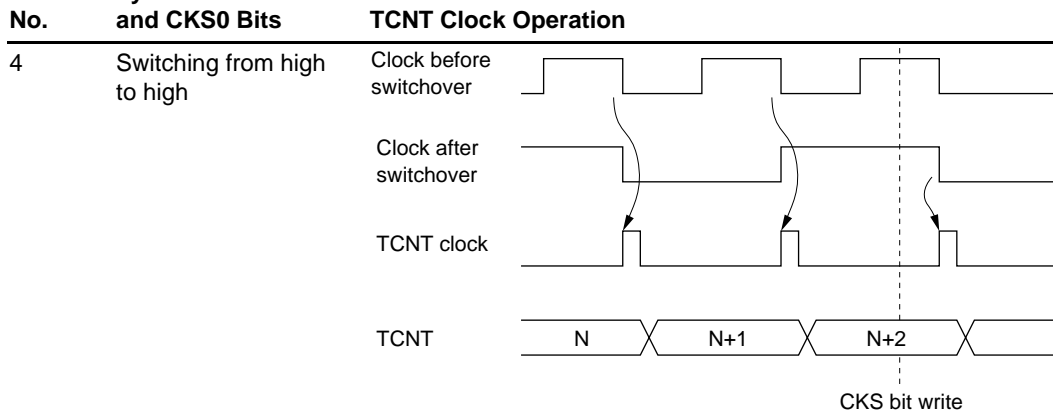 No. and CKS0 Bits TCNT Clock Operation
4 Switching from high to high
Clock before switchover
Clock after switchover
TCNT clock
TCNT N N+1 N+2
CKS bit write